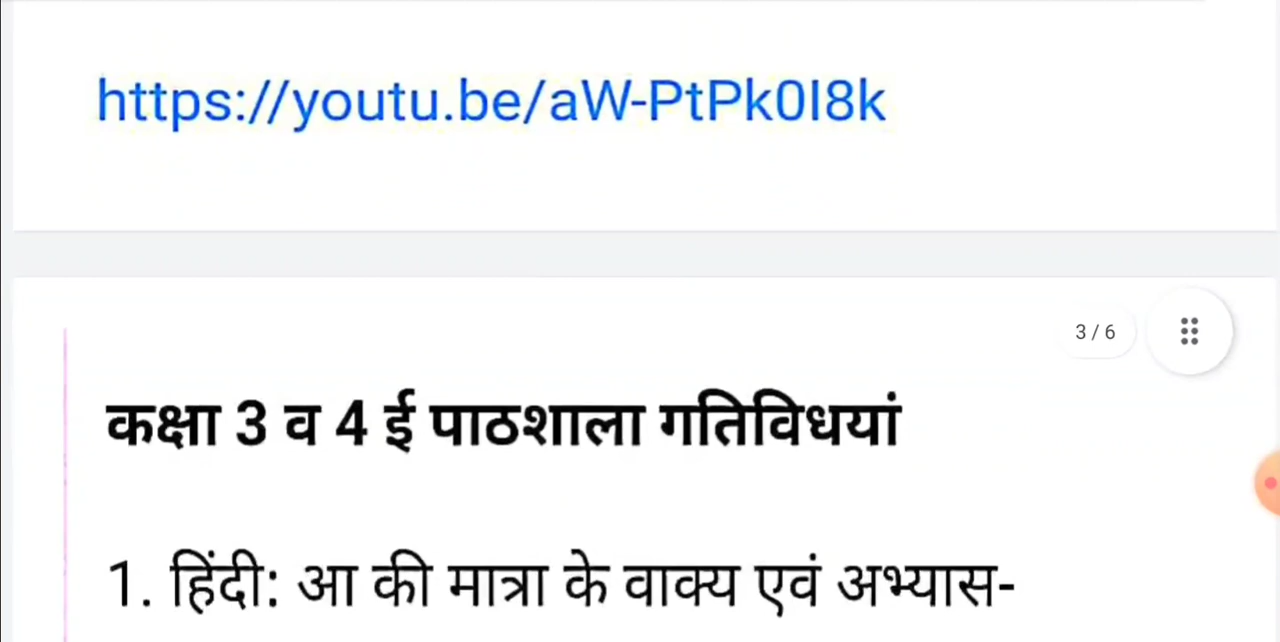 https://youtu.be/aW-PtPk0I8k
3 / 6
कक्षा 3 व 4 ई पाठशाला गतिविधयां
1. हिंदी: आ की मात्रा के वाक्य एवं अभ्यास-